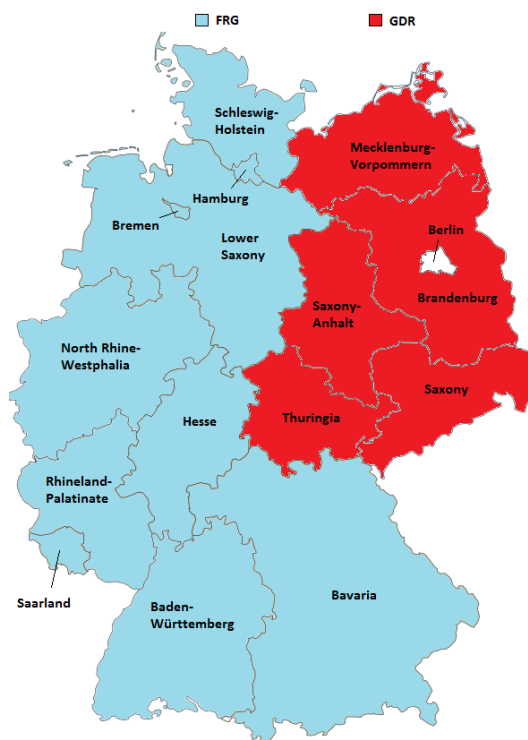 FRG
GDR
Schleswig-
Holstein
Mecklenburg-
Vorpommern
Hamburg
Bremen
Lower
Saxony
Berlin
Brandenburg
Saxony-
Anhalt
North Rhine-
Westphalia
Saxony
Hesse
Thuringia
Rhineland-
Palatinate
Saarland
Baden-
Württemberg
Bavaria